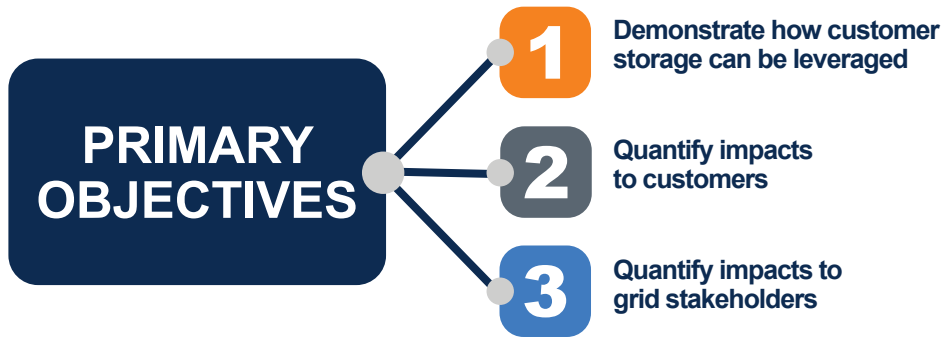 PRIMARY
OBJECTIVES
1
Demonstrate how customer
storage can be leveraged
2
Quantify impacts
to customers
3
Quantify impacts to
grid stakeholders